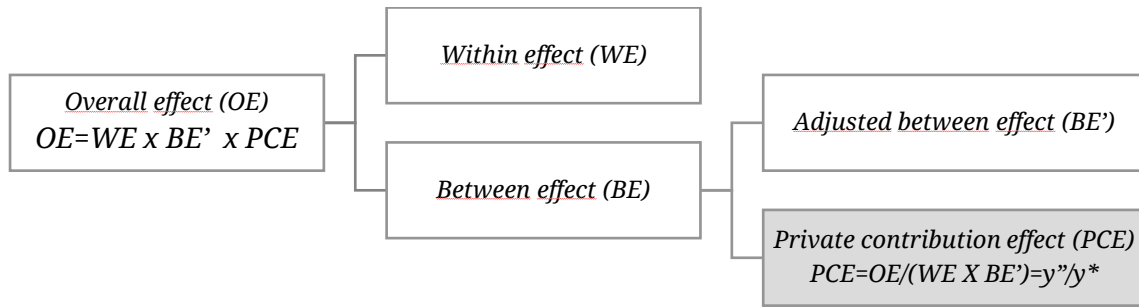 Overall effect (OE)
OE=WE x BE’ x PCE
Within effect (WE)
Between effect (BE)
Adjusted between effect (BE’)
Private contribution effect (PCE)
PCE=OE/(WE X BE’)=y”/y*